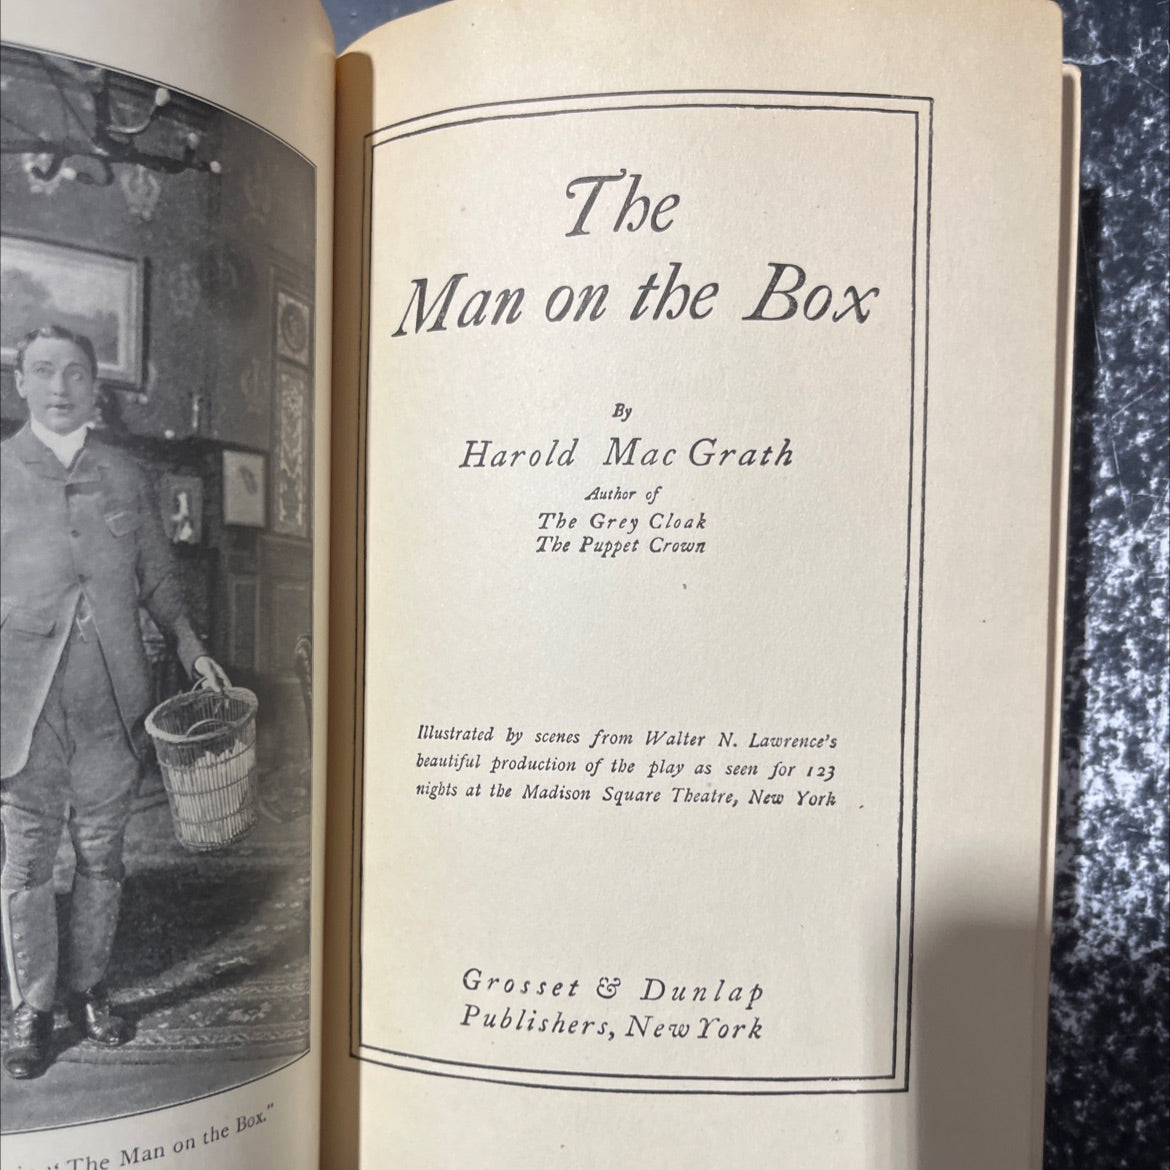 The
Man on the Box
By
Harold Mac Grath
Author of
The Grey Cloak
The Puppet Crown
Illustrated by scenes from Walter N. Lawrence's
beautiful production of the play as seen for 123
nights at the Madison Square Theatre, New York
Grosset & Dunlap
Publishers, New York
"The Man on the Box."